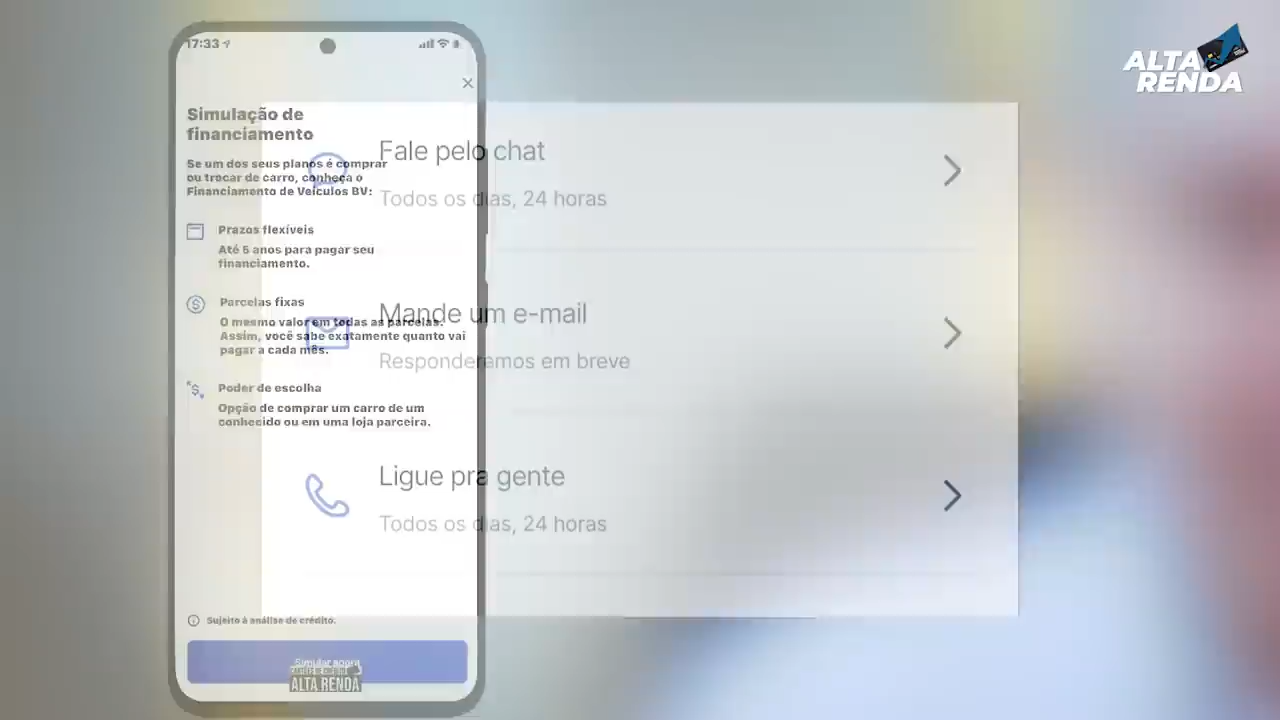 17:33
ALTA
RENDA
Simulação de
financiamento
Se um dos seus planos é comprar
ou trocar de carro, conheça o
Financiamento de Veículos BV:
Prazos flexíveis
Até 5 anos para pagar seu
financiamento.
Parcelas fixas
O mesmo valor em todas as parcelas.
Assim, você sabe exatamente quanto vai
pagar a cada mês.
Poder de escolha
Opção de comprar um carro de um
conhecido ou em uma loja parceira.
Sujeito à análise de crédito.
Simular agora
ALTA RENDA
Fale pelo chat
Todos os dias, 24 horas
Mande um e-mail
Responderemos em breve
Ligue pra gente
Todos os dias, 24 horas